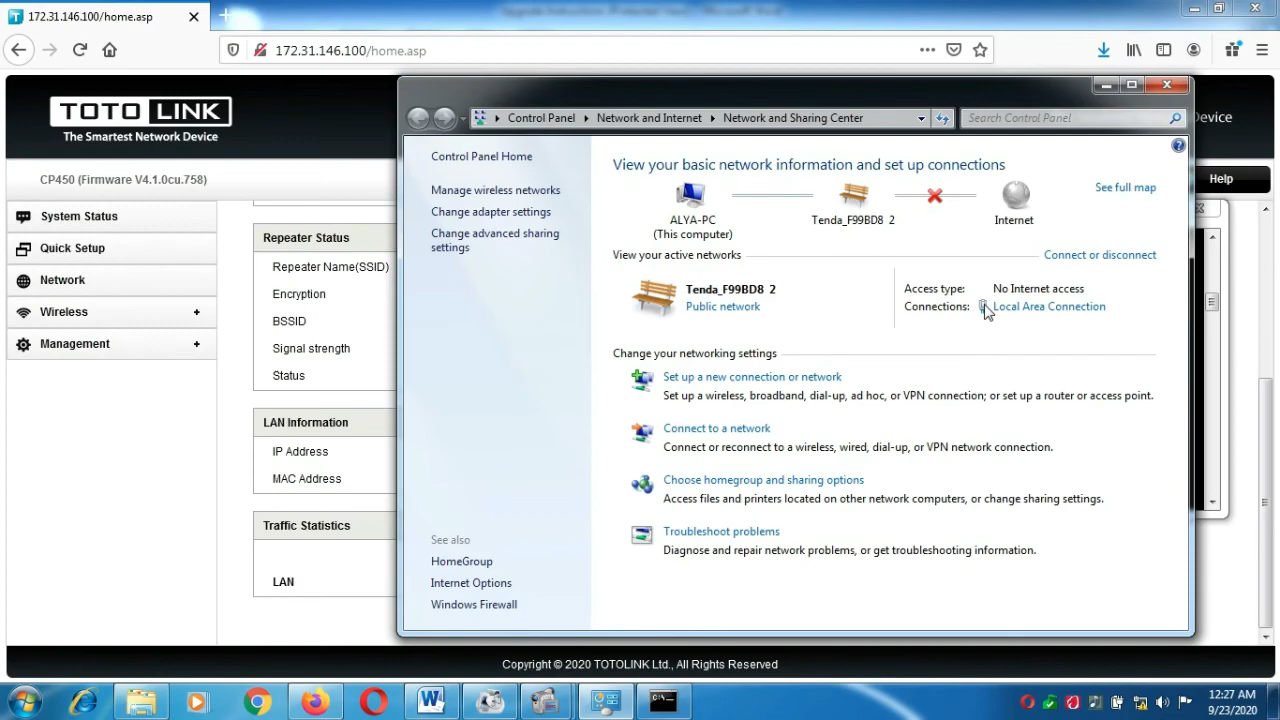 172.31.146.100/home.asp
172.31.146.100/home.asp
TOTO LINK
The Smartest Network Device
Device
CP450 (Firmware V4.1.0cu.758)
Help
System Status
Quick Setup
Network
Wireless +
Management +
Repeater Status
Repeater Name(SSID)
Encryption
BSSID
Signal strength
Status
LAN Information
IP Address
MAC Address
Traffic Statistics
LAN
Control Panel
Network and Internet
Network and Sharing Center
Search Control Panel
Control Panel Home
Manage wireless networks
Change adapter settings
Change advanced sharing
settings
See also
HomeGroup
Internet Options
Windows Firewall
View your basic network information and set up connections
See full map
ALYA-PC
(This computer)
Tenda_F99BD8 2
Internet
View your active networks
Connect or disconnect
Tenda_F99BD8 2
Public network
Access type: No Internet access
Connections: Local Area Connection
Change your networking settings
Set up a new connection or network
Set up a wireless, broadband, dial-up, ad hoc, or VPN connection; or set up a router or access point.
Connect to a network
Connect or reconnect to a wireless, wired, dial-up, or VPN network connection.
Choose homegroup and sharing options
Access files and printers located on other network computers, or change sharing settings.
Troubleshoot problems
Diagnose and repair network problems, or get troubleshooting information.
Copyright © 2020 TOTOLINK Ltd., All Rights Reserved
12:27 AM
9/23/2020